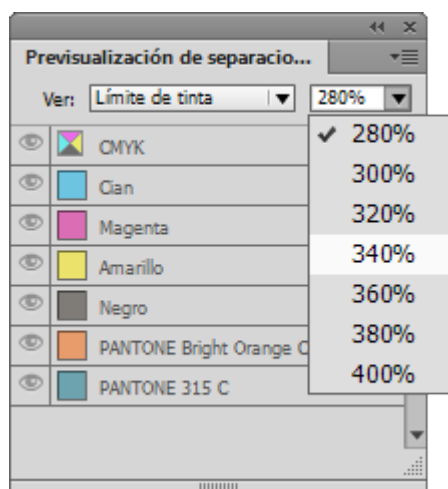 Previsualización de separacio...
Ver: Límite de tinta 280%
CMYK
Cian
Magenta
Amarillo
Negro
PANTONE Bright Orange C
PANTONE 315 C
280%
300%
320%
340%
360%
380%
400%